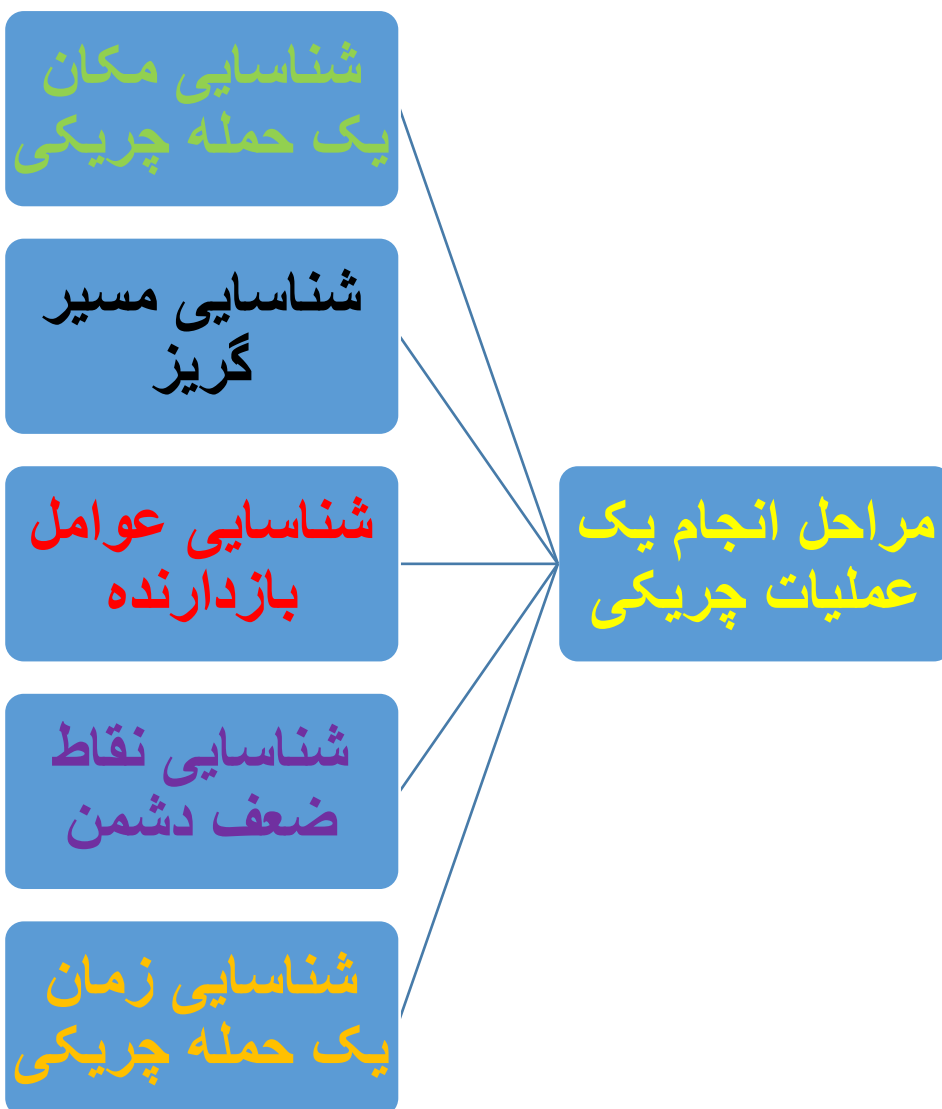 مراحل انجام یک
عملیات چریکی
شناسایی مکان
یک حمله چریکی
شناسایی مسیر
گریز
شناسایی عوامل
بازدارنده
شناسایی نقاط
ضعف دشمن
شناسایی زمان
یک حمله چریکی